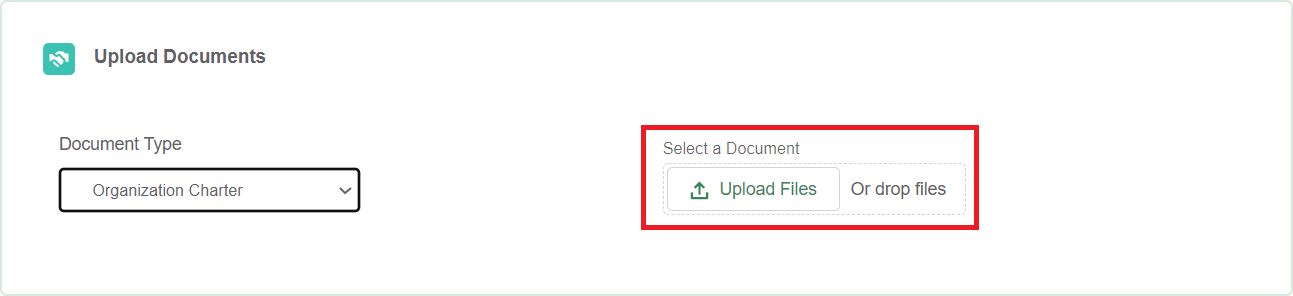 Upload Documents
Document Type
Organization Charter
Select a Document
Upload Files
Or drop files